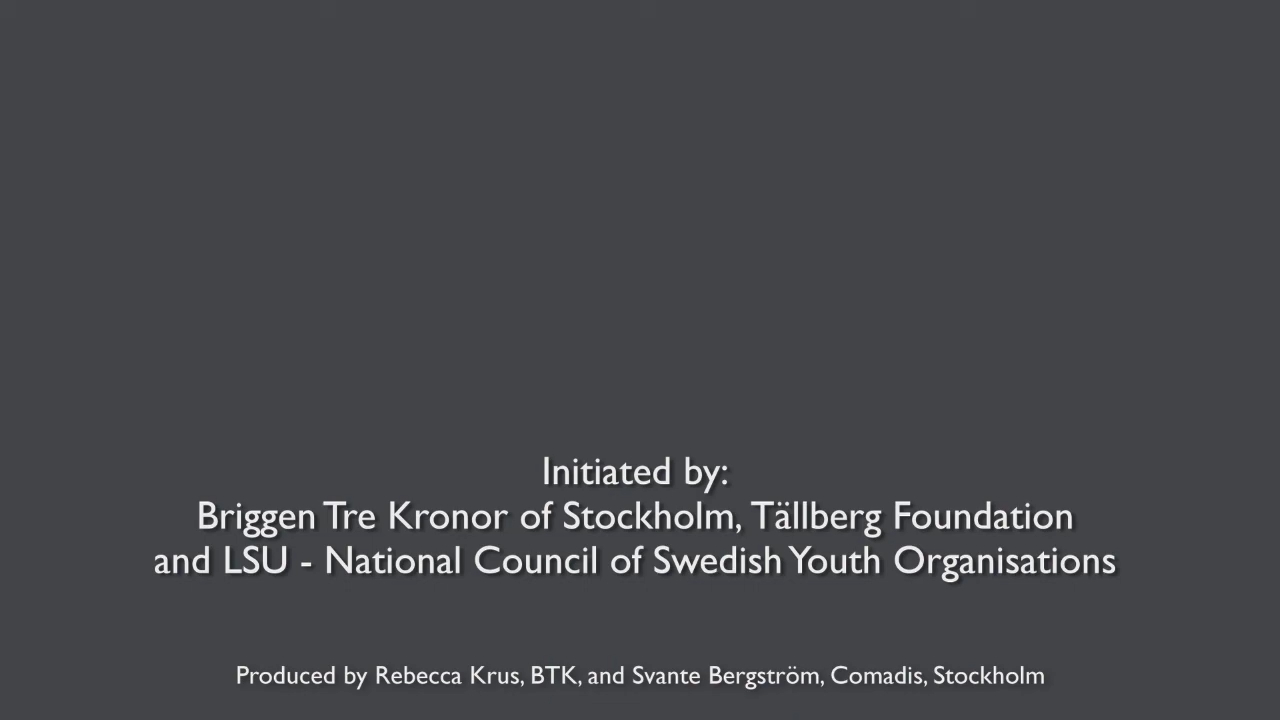 Initiated by:
Briggen Tre Kronor of Stockholm, Tällberg Foundation
and LSU - National Council of Swedish Youth Organisations
Produced by Rebecca Krus, BTK, and Svante Bergström, Comadis, Stockholm